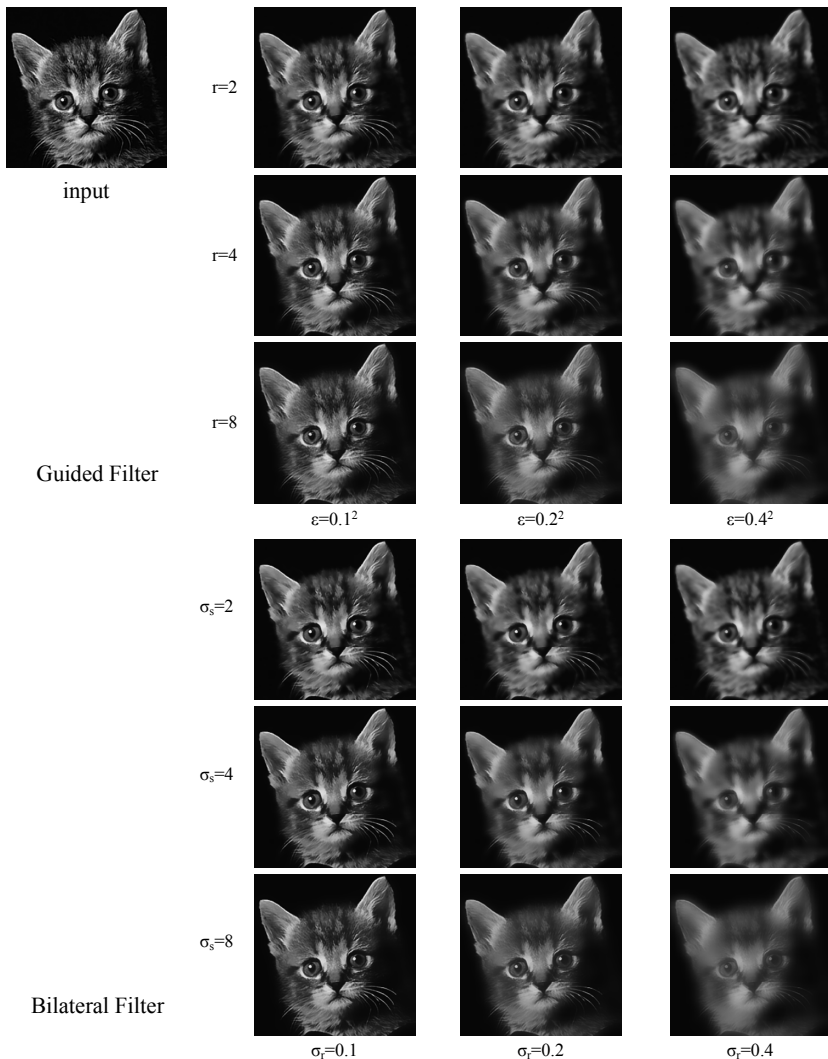 input
r=2
r=4
r=8
Guided Filter
ε=0.1² ε=0.2² ε=0.4²
σₛ=2
σₛ=4
σₛ=8
Bilateral Filter
σᵣ=0.1 σᵣ=0.2 σᵣ=0.4